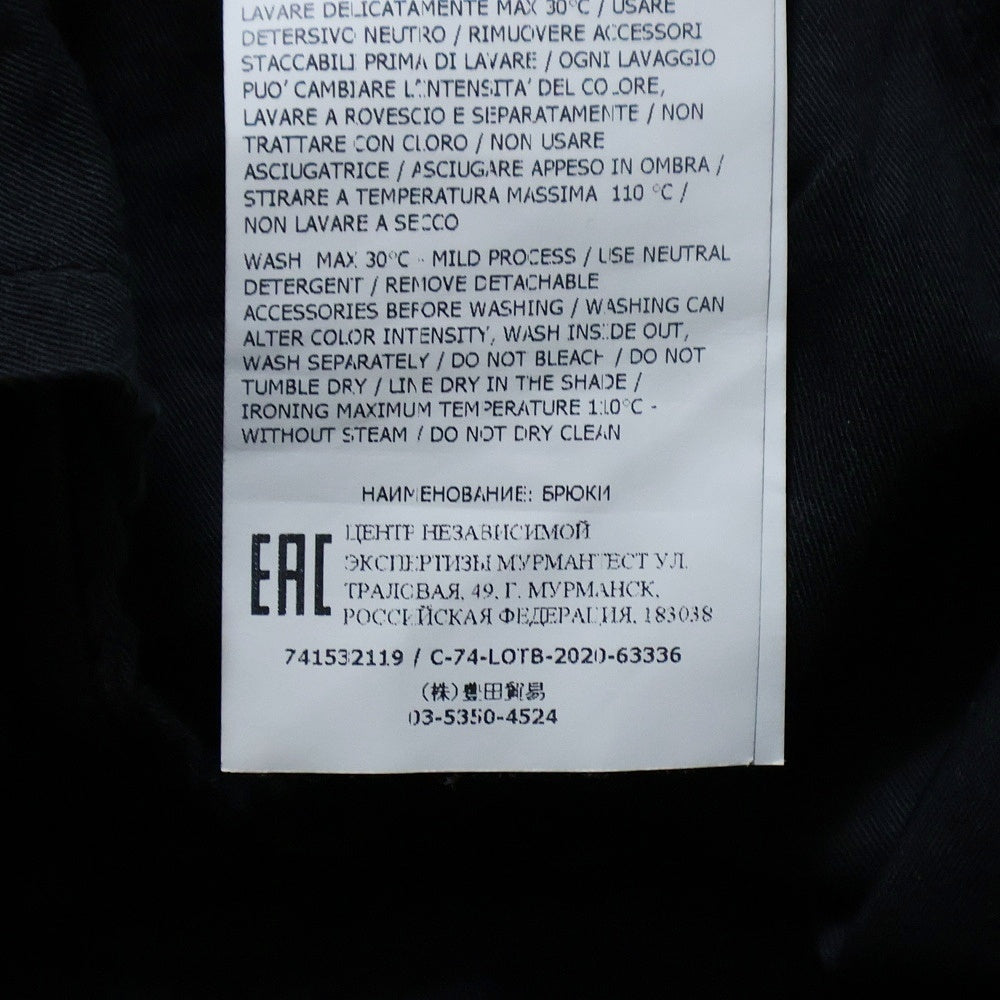 LAVARE DELICATAMENTE MAX 30°C / USARE
DETERSIVO NEUTRO / RIMUOVERE ACCESSORI
STACCABILI PRIMA DI LAVARE / OGNI LAVAGGIO
PUO' CAMBIARE L'INTENSITA' DEL COLORE,
LAVARE A ROVESCIO E SEPARATAMENTE / NON
TRATTARE CON CLORO / NON USARE
ASCIUGATRICE / ASCIUGARE APPESO IN OMBRA /
STIRARE A TEMPERATURA MASSIMA 110 °C /
NON LAVARE A SECCO
WASH MAX 30°C - MILD PROCESS / USE NEUTRAL
DETERGENT / REMOVE DETACHABLE
ACCESSORIES BEFORE WASHING / WASHING CAN
ALTER COLOR INTENSITY, WASH INSIDE OUT,
WASH SEPARATELY / DO NOT BLEACH / DO NOT
TUMBLE DRY / LINE DRY IN THE SHADE /
IRONING MAXIMUM TEMPERATURE 110°C -
WITHOUT STEAM / DO NOT DRY CLEAN
НАИМЕНОВАНИЕ: БРЮКИ
EAC ЦЕНТР НЕЗАВИСИМОЙ
ЭКСПЕРТИЗЫ МУРМАНТЕСТ УЛ.
ТРАЛОВАЯ, 49, Г. МУРМАНСК,
РОССИЙСКАЯ ФЕДЕРАЦИЯ, 183038
741532119 / C-74-LOTB-2020-63336
(株)豊田貿易
03-5350-4524